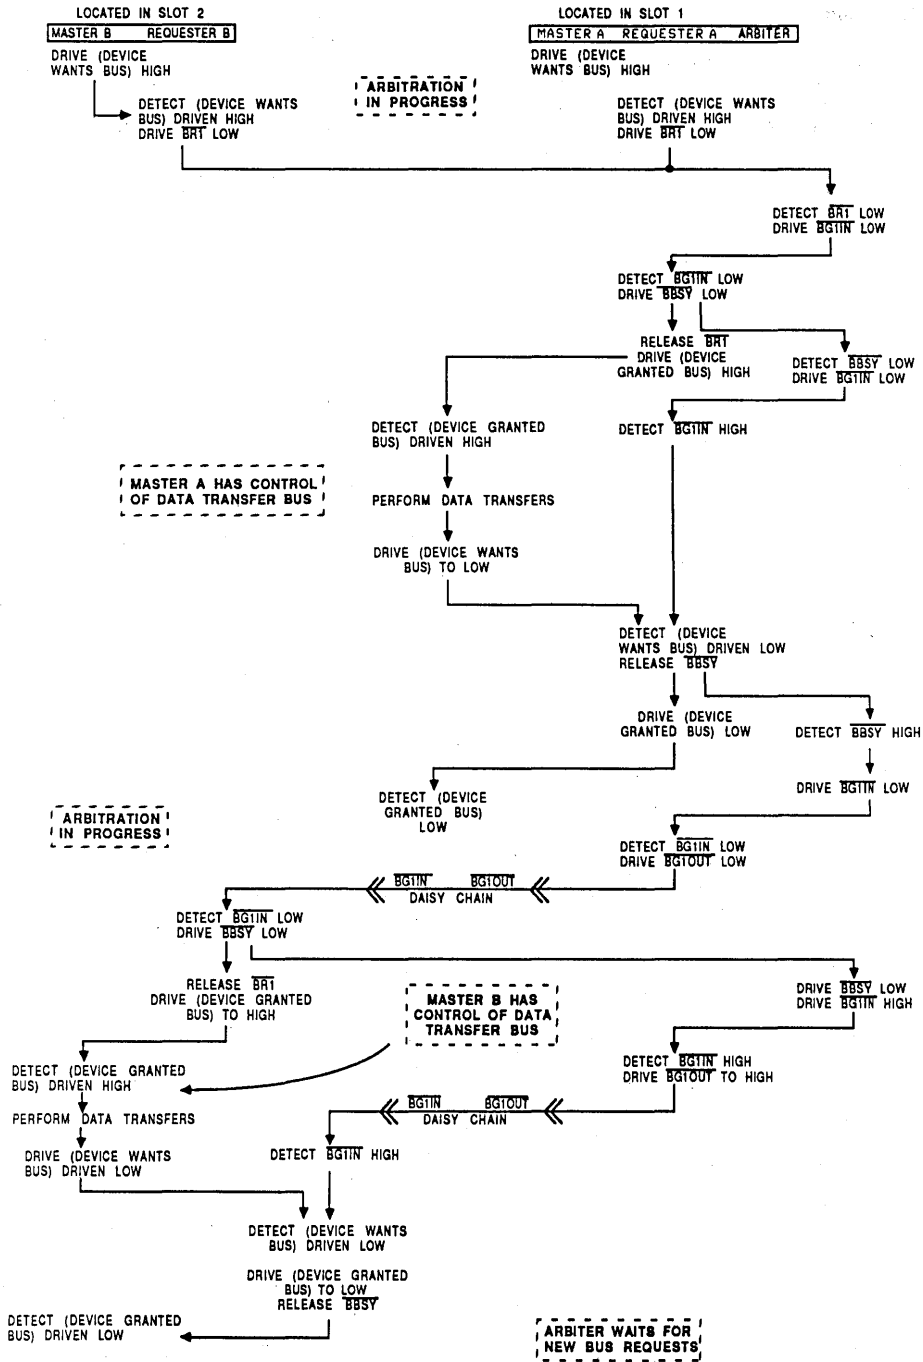 LOCATED IN SLOT 2
MASTER B REQUESTER B
LOCATED IN SLOT 1
MASTER A REQUESTER A ARBITER
DRIVE (DEVICE
WANTS BUS) HIGH
DRIVE (DEVICE
WANTS BUS) HIGH
ARBITRATION
IN PROGRESS
DETECT (DEVICE WANTS
BUS) DRIVEN HIGH
DRIVE BR1 LOW
DETECT (DEVICE WANTS
BUS) DRIVEN HIGH
DRIVE BR1 LOW
DETECT BR1 LOW
DRIVE BG1IN LOW
DETECT BG1IN LOW
DRIVE BBSY LOW
RELEASE BR1
DRIVE (DEVICE
GRANTED BUS) HIGH
DETECT BBSY LOW
DRIVE BG1IN LOW
DETECT (DEVICE GRANTED
BUS) DRIVEN HIGH
DETECT BG1IN HIGH
MASTER A HAS CONTROL
OF DATA TRANSFER BUS
PERFORM DATA TRANSFERS
DRIVE (DEVICE WANTS
BUS) TO LOW
DETECT (DEVICE
WANTS BUS) DRIVEN LOW
RELEASE BBSY
DRIVE (DEVICE
GRANTED BUS) LOW
DETECT BBSY HIGH
DETECT (DEVICE
GRANTED BUS)
LOW
DRIVE BG1IN LOW
ARBITRATION
IN PROGRESS
DETECT BG1IN LOW
DRIVE BG1OUT LOW
BG1IN BG1OUT
DAISY CHAIN
DETECT BG1IN LOW
DRIVE BBSY LOW
RELEASE BR1
DRIVE (DEVICE GRANTED
BUS) TO HIGH
MASTER B HAS
CONTROL OF DATA
TRANSFER BUS
DRIVE BBSY LOW
DRIVE BG1IN HIGH
DETECT (DEVICE GRANTED
BUS) DRIVEN HIGH
DETECT BG1IN HIGH
DRIVE BG1OUT TO HIGH
BG1IN BG1OUT
DAISY CHAIN
PERFORM DATA TRANSFERS
DRIVE (DEVICE WANTS
BUS) DRIVEN LOW
DETECT BG1IN HIGH
DETECT (DEVICE WANTS
BUS) DRIVEN LOW
DRIVE (DEVICE GRANTED
BUS) TO LOW
RELEASE BBSY
DETECT (DEVICE GRANTED
BUS) DRIVEN LOW
ARBITER WAITS FOR
NEW BUS REQUESTS